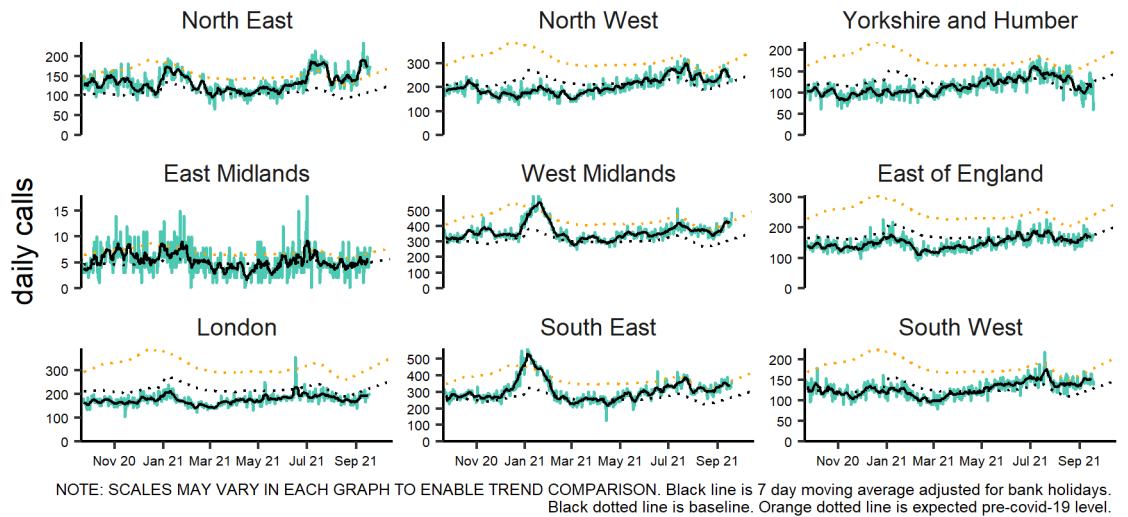 North East
North West
Yorkshire and Humber
200
150
100
50
0
300
200
100
0
200
150
100
50
0
daily calls
East Midlands
West Midlands
East of England
15
10
5
0
500
400
300
200
100
0
300
200
100
0
London
South East
South West
300
200
100
0
500
400
300
200
100
0
200
150
100
50
0
Nov 20 Jan 21 Mar 21 May 21 Jul 21 Sep 21
Nov 20 Jan 21 Mar 21 May 21 Jul 21 Sep 21
Nov 20 Jan 21 Mar 21 May 21 Jul 21 Sep 21
NOTE: SCALES MAY VARY IN EACH GRAPH TO ENABLE TREND COMPARISON. Black line is 7 day moving average adjusted for bank holidays.
Black dotted line is baseline. Orange dotted line is expected pre-covid-19 level.